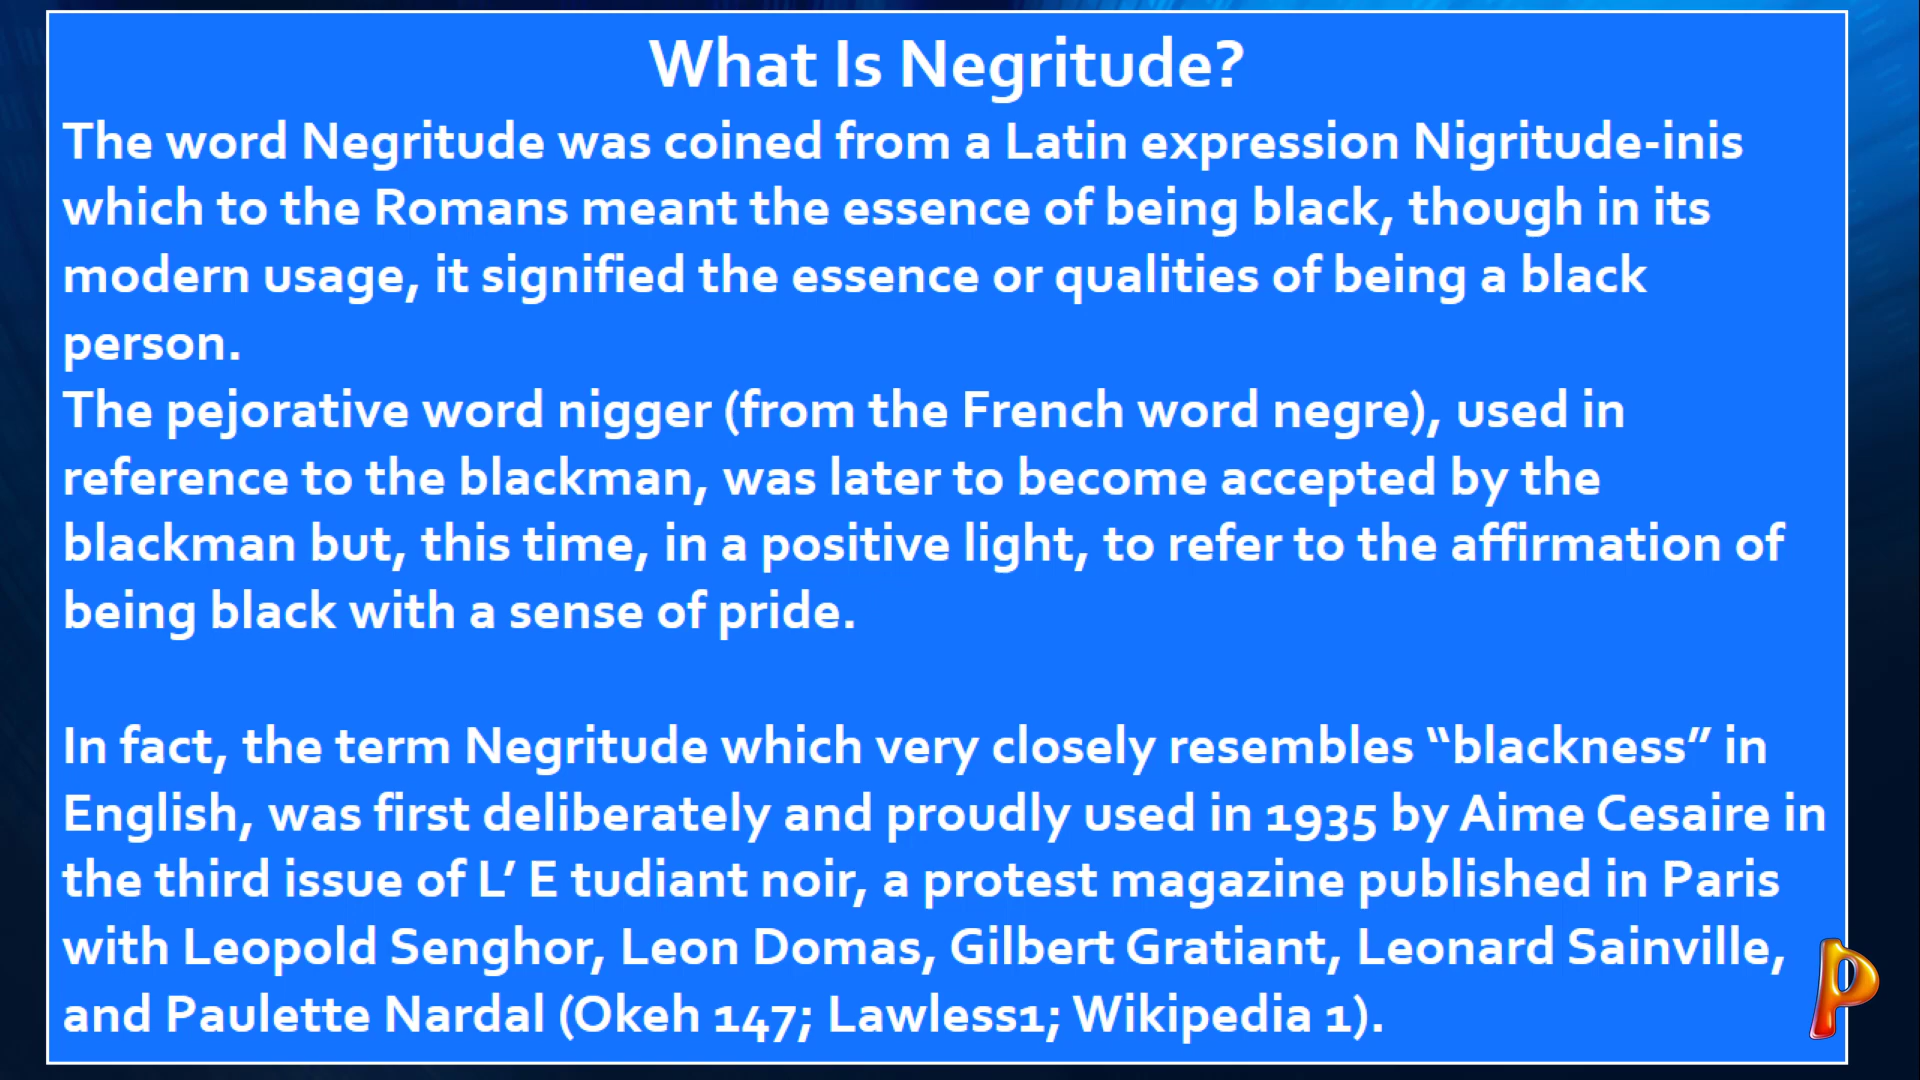 What Is Negritude?
The word Negritude was coined from a Latin expression Nigritude-inis
which to the Romans meant the essence of being black, though in its
modern usage, it signified the essence or qualities of being a black
person.
The pejorative word nigger (from the French word negre), used in
reference to the blackman, was later to become accepted by the
blackman but, this time, in a positive light, to refer to the affirmation of
being black with a sense of pride.
In fact, the term Negritude which very closely resembles “blackness” in
English, was first deliberately and proudly used in 1935 by Aime Cesaire in
the third issue of L’ E tudiant noir, a protest magazine published in Paris
with Leopold Senghor, Leon Domas, Gilbert Gratiant, Leonard Sainville,
and Paulette Nardal (Okeh 147; Lawless1; Wikipedia 1).
P